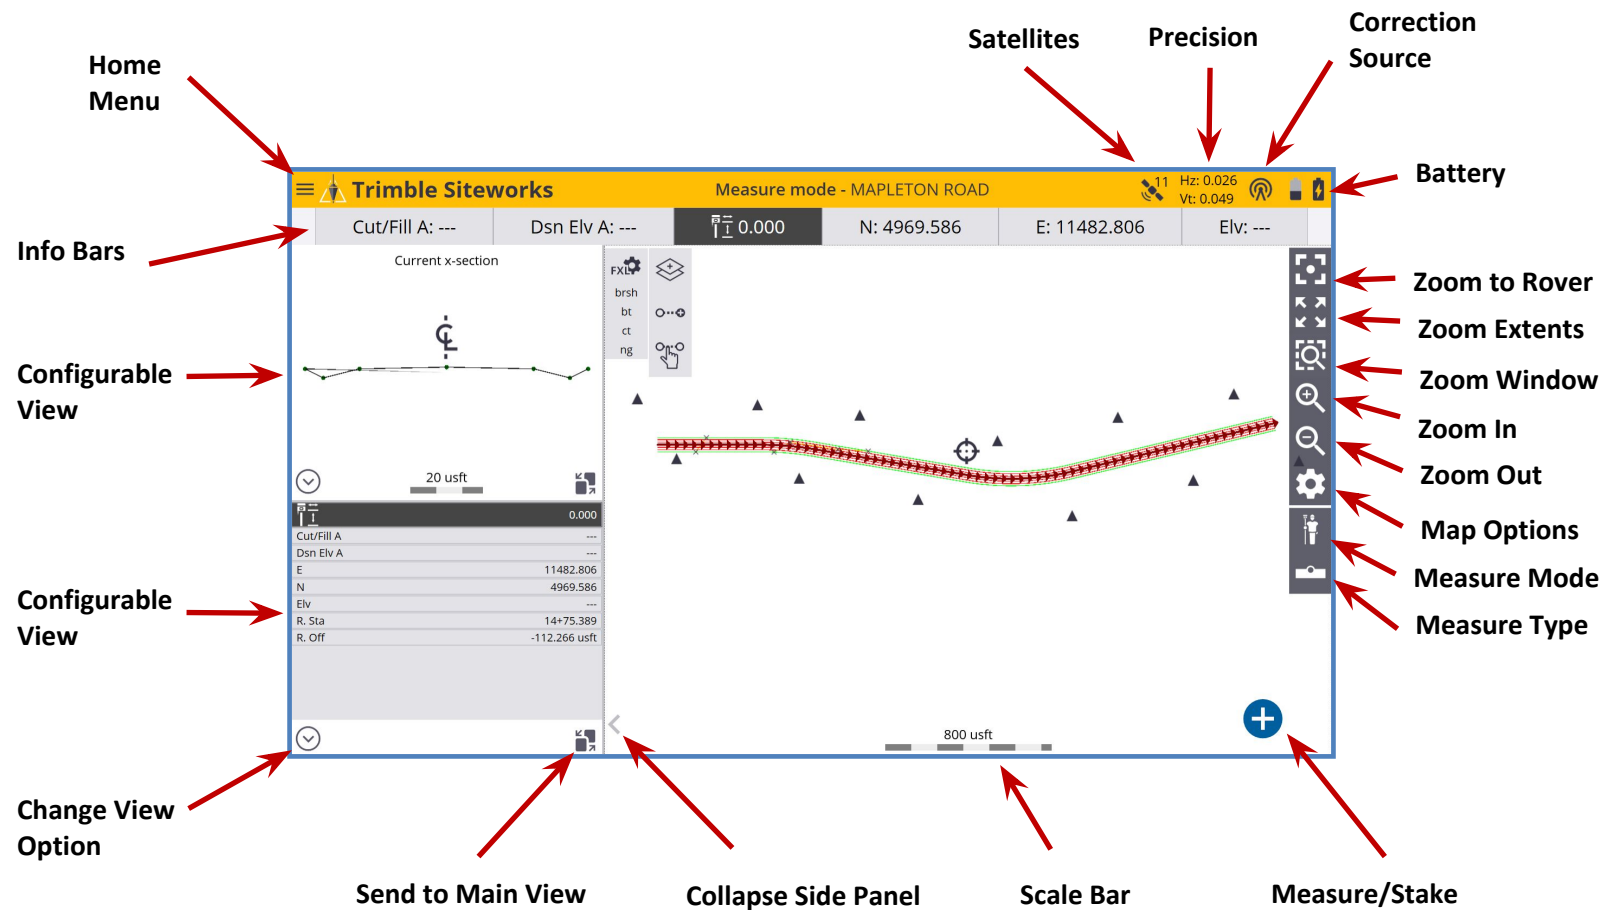 Correction
Source
Satellites
Precision
Home
Menu
Battery
Trimble Siteworks
Measure mode - MAPLETON ROAD
11
Hz: 0.026
Vt: 0.049
Info Bars
Cut/Fill A: ---
Dsn Elv A: ---
0.000
N: 4969.586
E: 11482.806
Elv: ---
Current x-section
FXL
brsh
bt
ct
ng
Zoom to Rover
Zoom Extents
Configurable
View
Zoom Window
Zoom In
Zoom Out
20 usft
0.000
Cut/Fill A ---
Dsn Elv A ---
E 11482.806
N 4969.586
Elv ---
R. Sta 14+75.389
R. Off -112.266 usft
Map Options
Measure Mode
Measure Type
Configurable
View
800 usft
Change View
Option
Send to Main View
Collapse Side Panel
Scale Bar
Measure/Stake